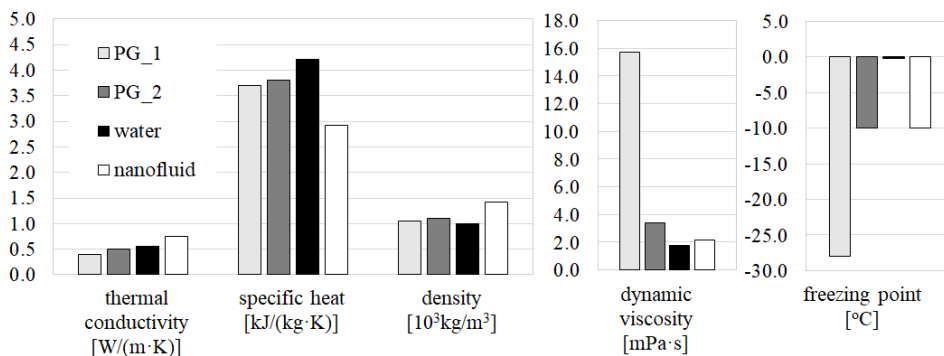 5.0
4.5
4.0
3.5
3.0
2.5
2.0
1.5
1.0
0.5
0.0
PG_1
PG_2
water
nanofluid
thermal
conductivity
[W/(m·K)]
specific heat
[kJ/(kg·K)]
density
[10³kg/m³]
18.0
16.0
14.0
12.0
10.0
8.0
6.0
4.0
2.0
0.0
dynamic
viscosity
[mPa·s]
5.0
0.0
-5.0
-10.0
-15.0
-20.0
-25.0
-30.0
freezing point
[°C]